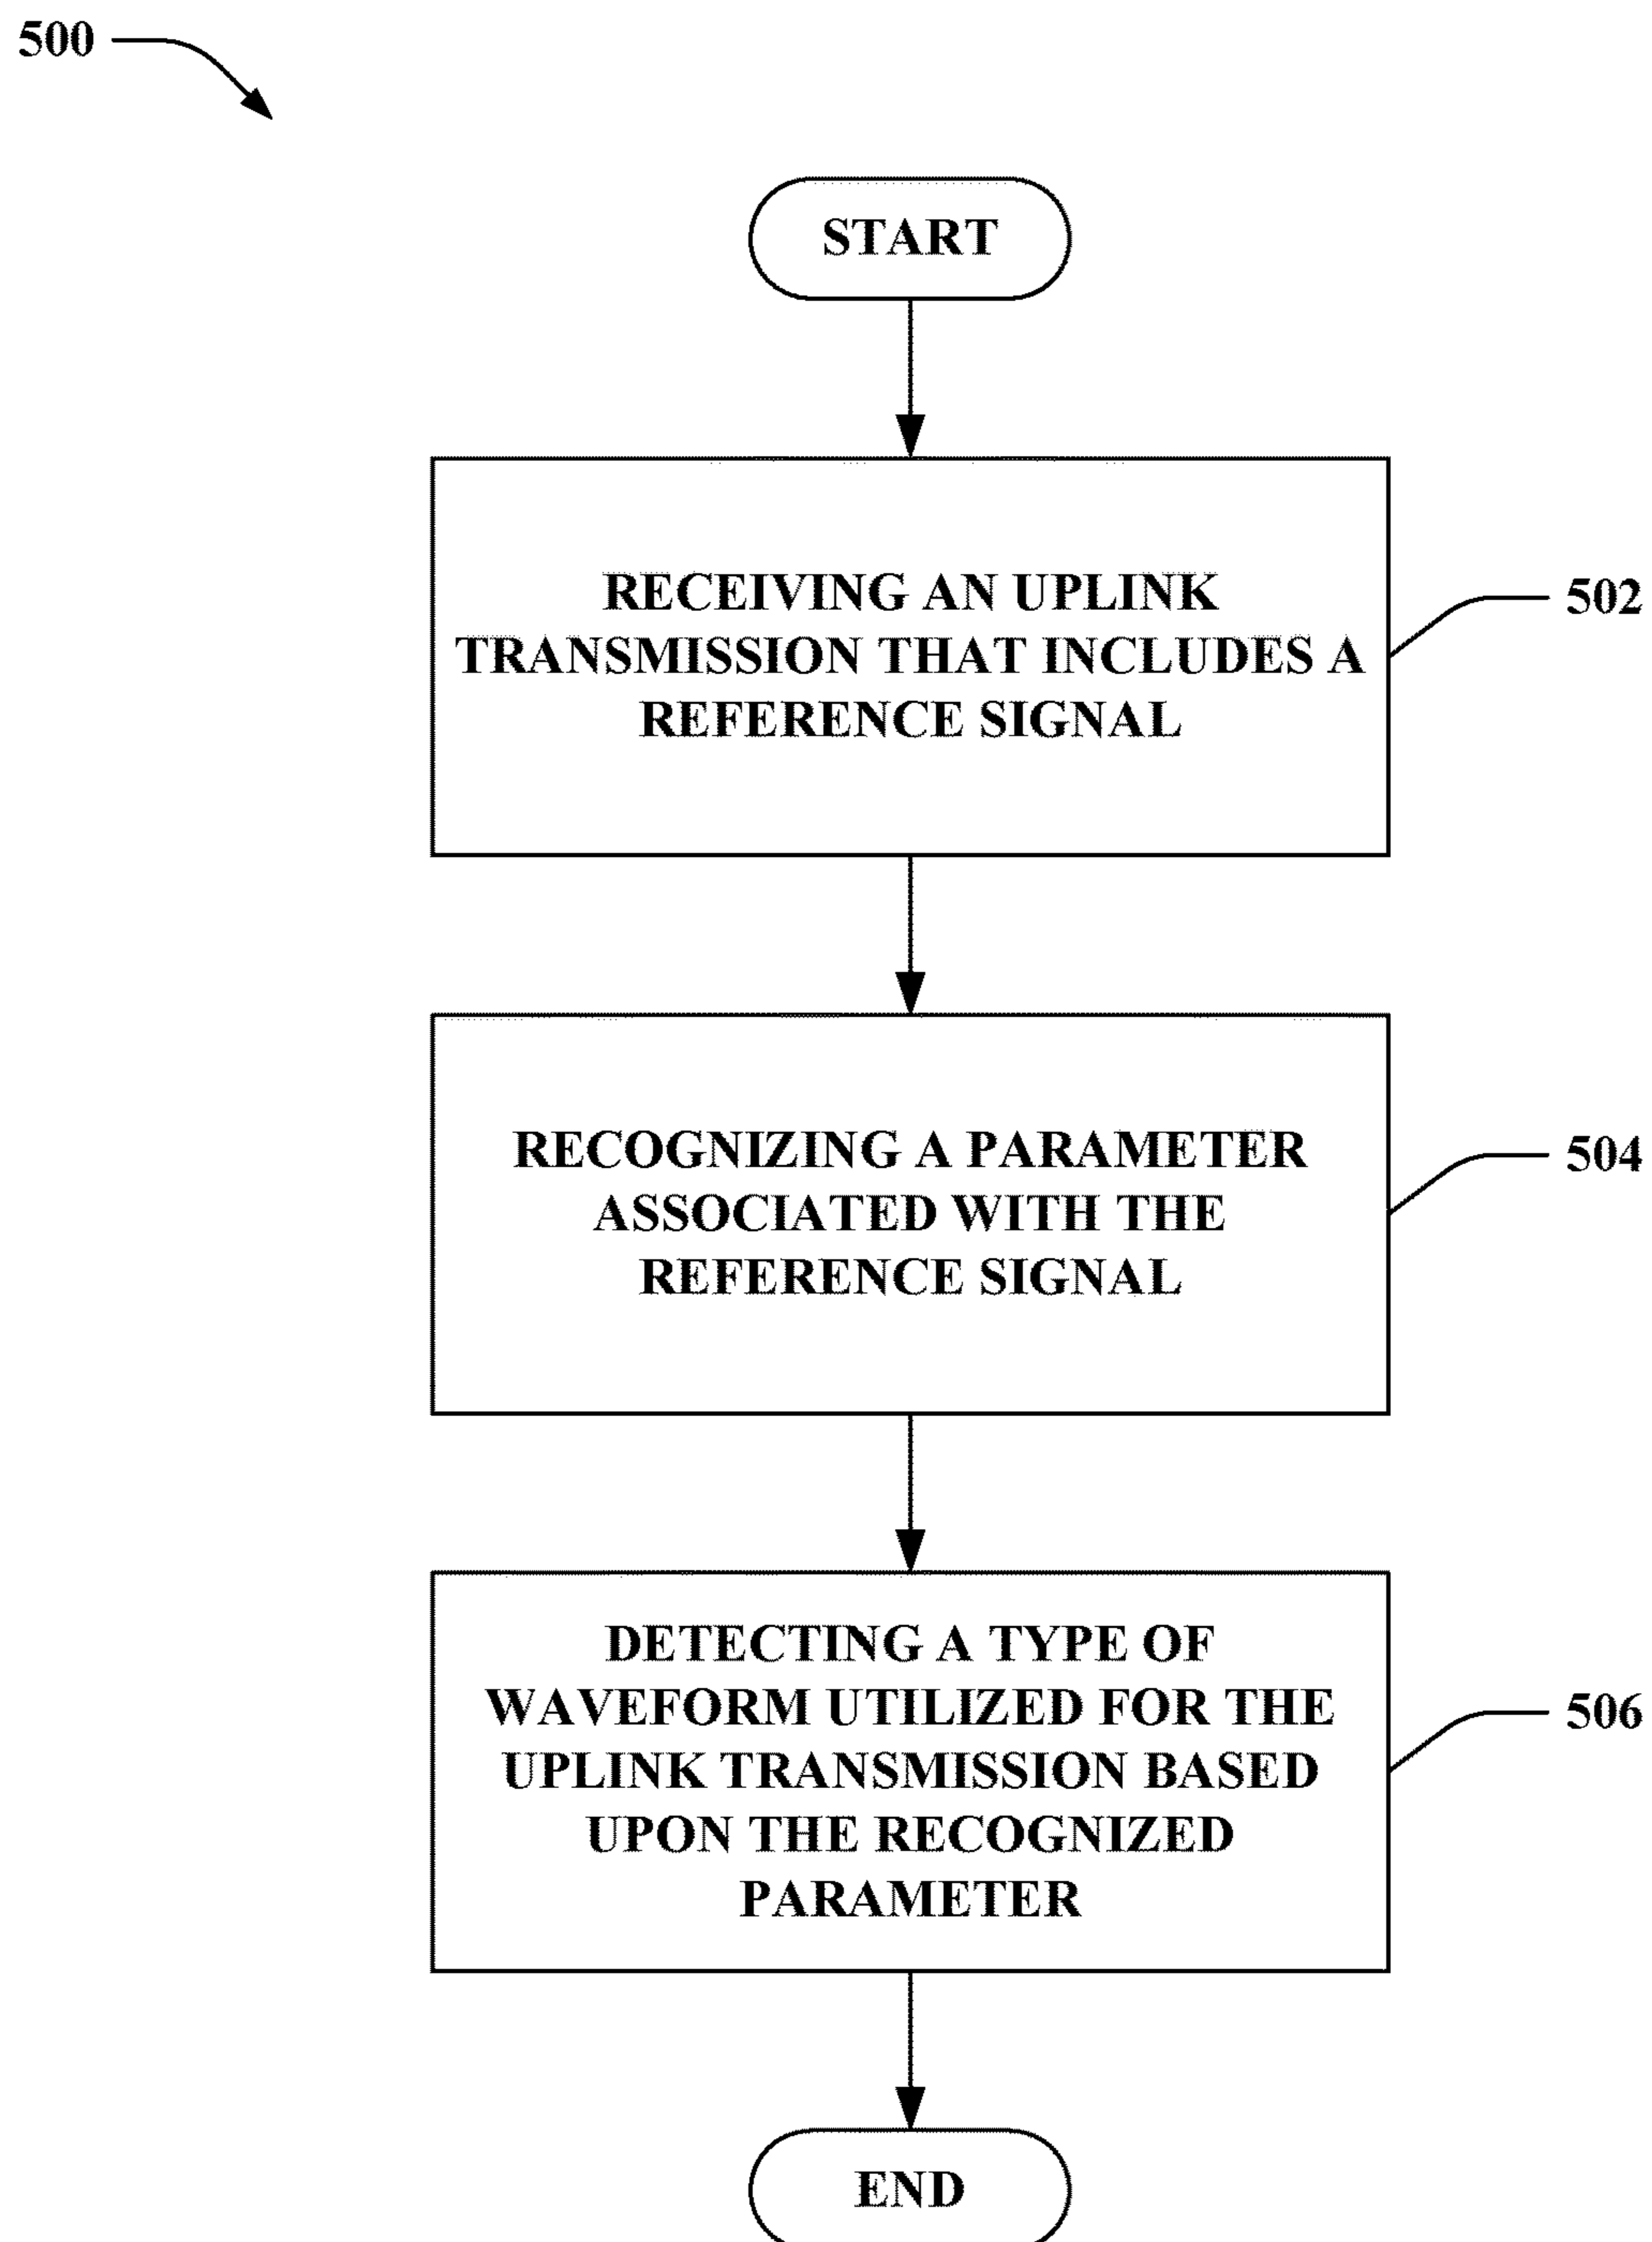 500
START
RECEIVING AN UPLINK
TRANSMISSION THAT INCLUDES A
REFERENCE SIGNAL
502
RECOGNIZING A PARAMETER
ASSOCIATED WITH THE
REFERENCE SIGNAL
504
DETECTING A TYPE OF
WAVEFORM UTILIZED FOR THE
UPLINK TRANSMISSION BASED
UPON THE RECOGNIZED
PARAMETER
506
END